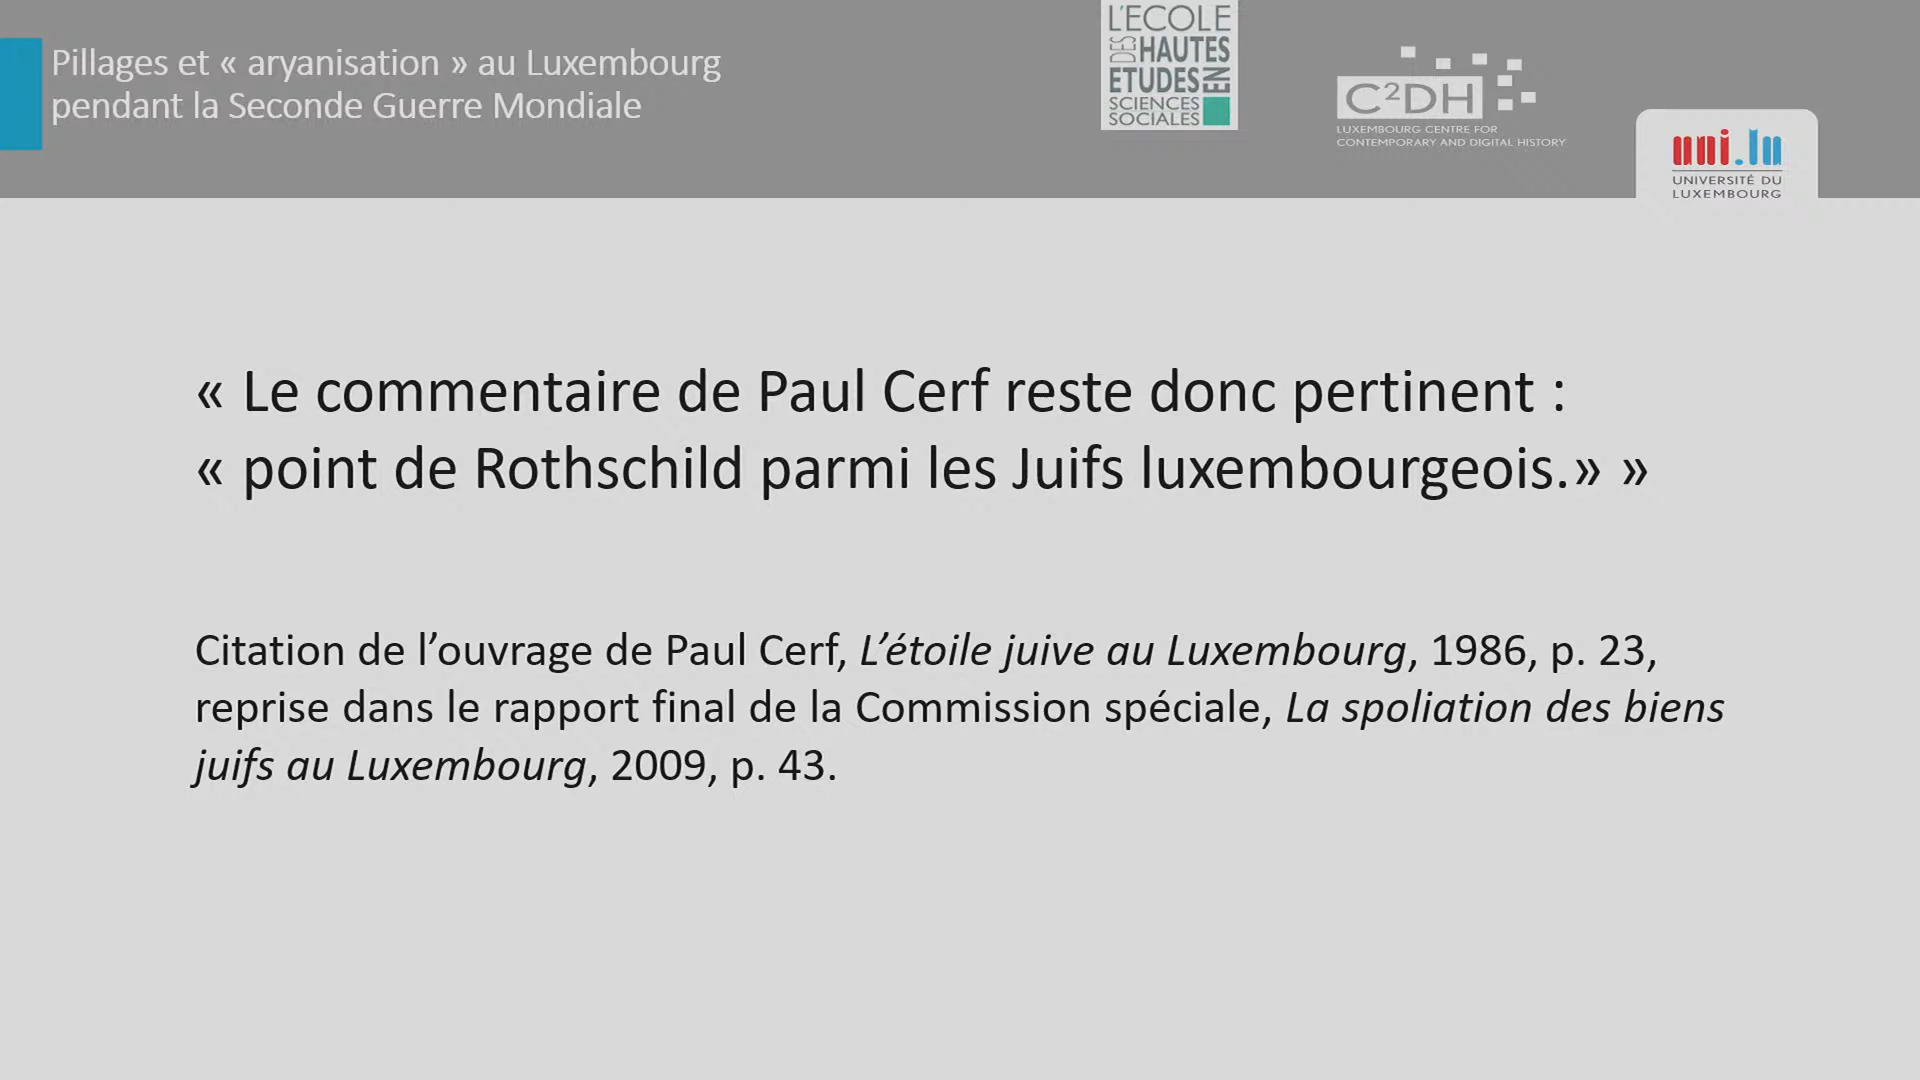 Pillages et « aryanisation » au Luxembourg
pendant la Seconde Guerre Mondiale
L'ECOLE
DES HAUTES
ETUDES EN
SCIENCES
SOCIALES
C²DH
LUXEMBOURG CENTRE FOR
CONTEMPORARY AND DIGITAL HISTORY
uni.lu
UNIVERSITÉ DU
LUXEMBOURG
« Le commentaire de Paul Cerf reste donc pertinent :
« point de Rothschild parmi les Juifs luxembourgeois.» »
Citation de l’ouvrage de Paul Cerf, L’étoile juive au Luxembourg, 1986, p. 23,
reprise dans le rapport final de la Commission spéciale, La spoliation des biens
juifs au Luxembourg, 2009, p. 43.